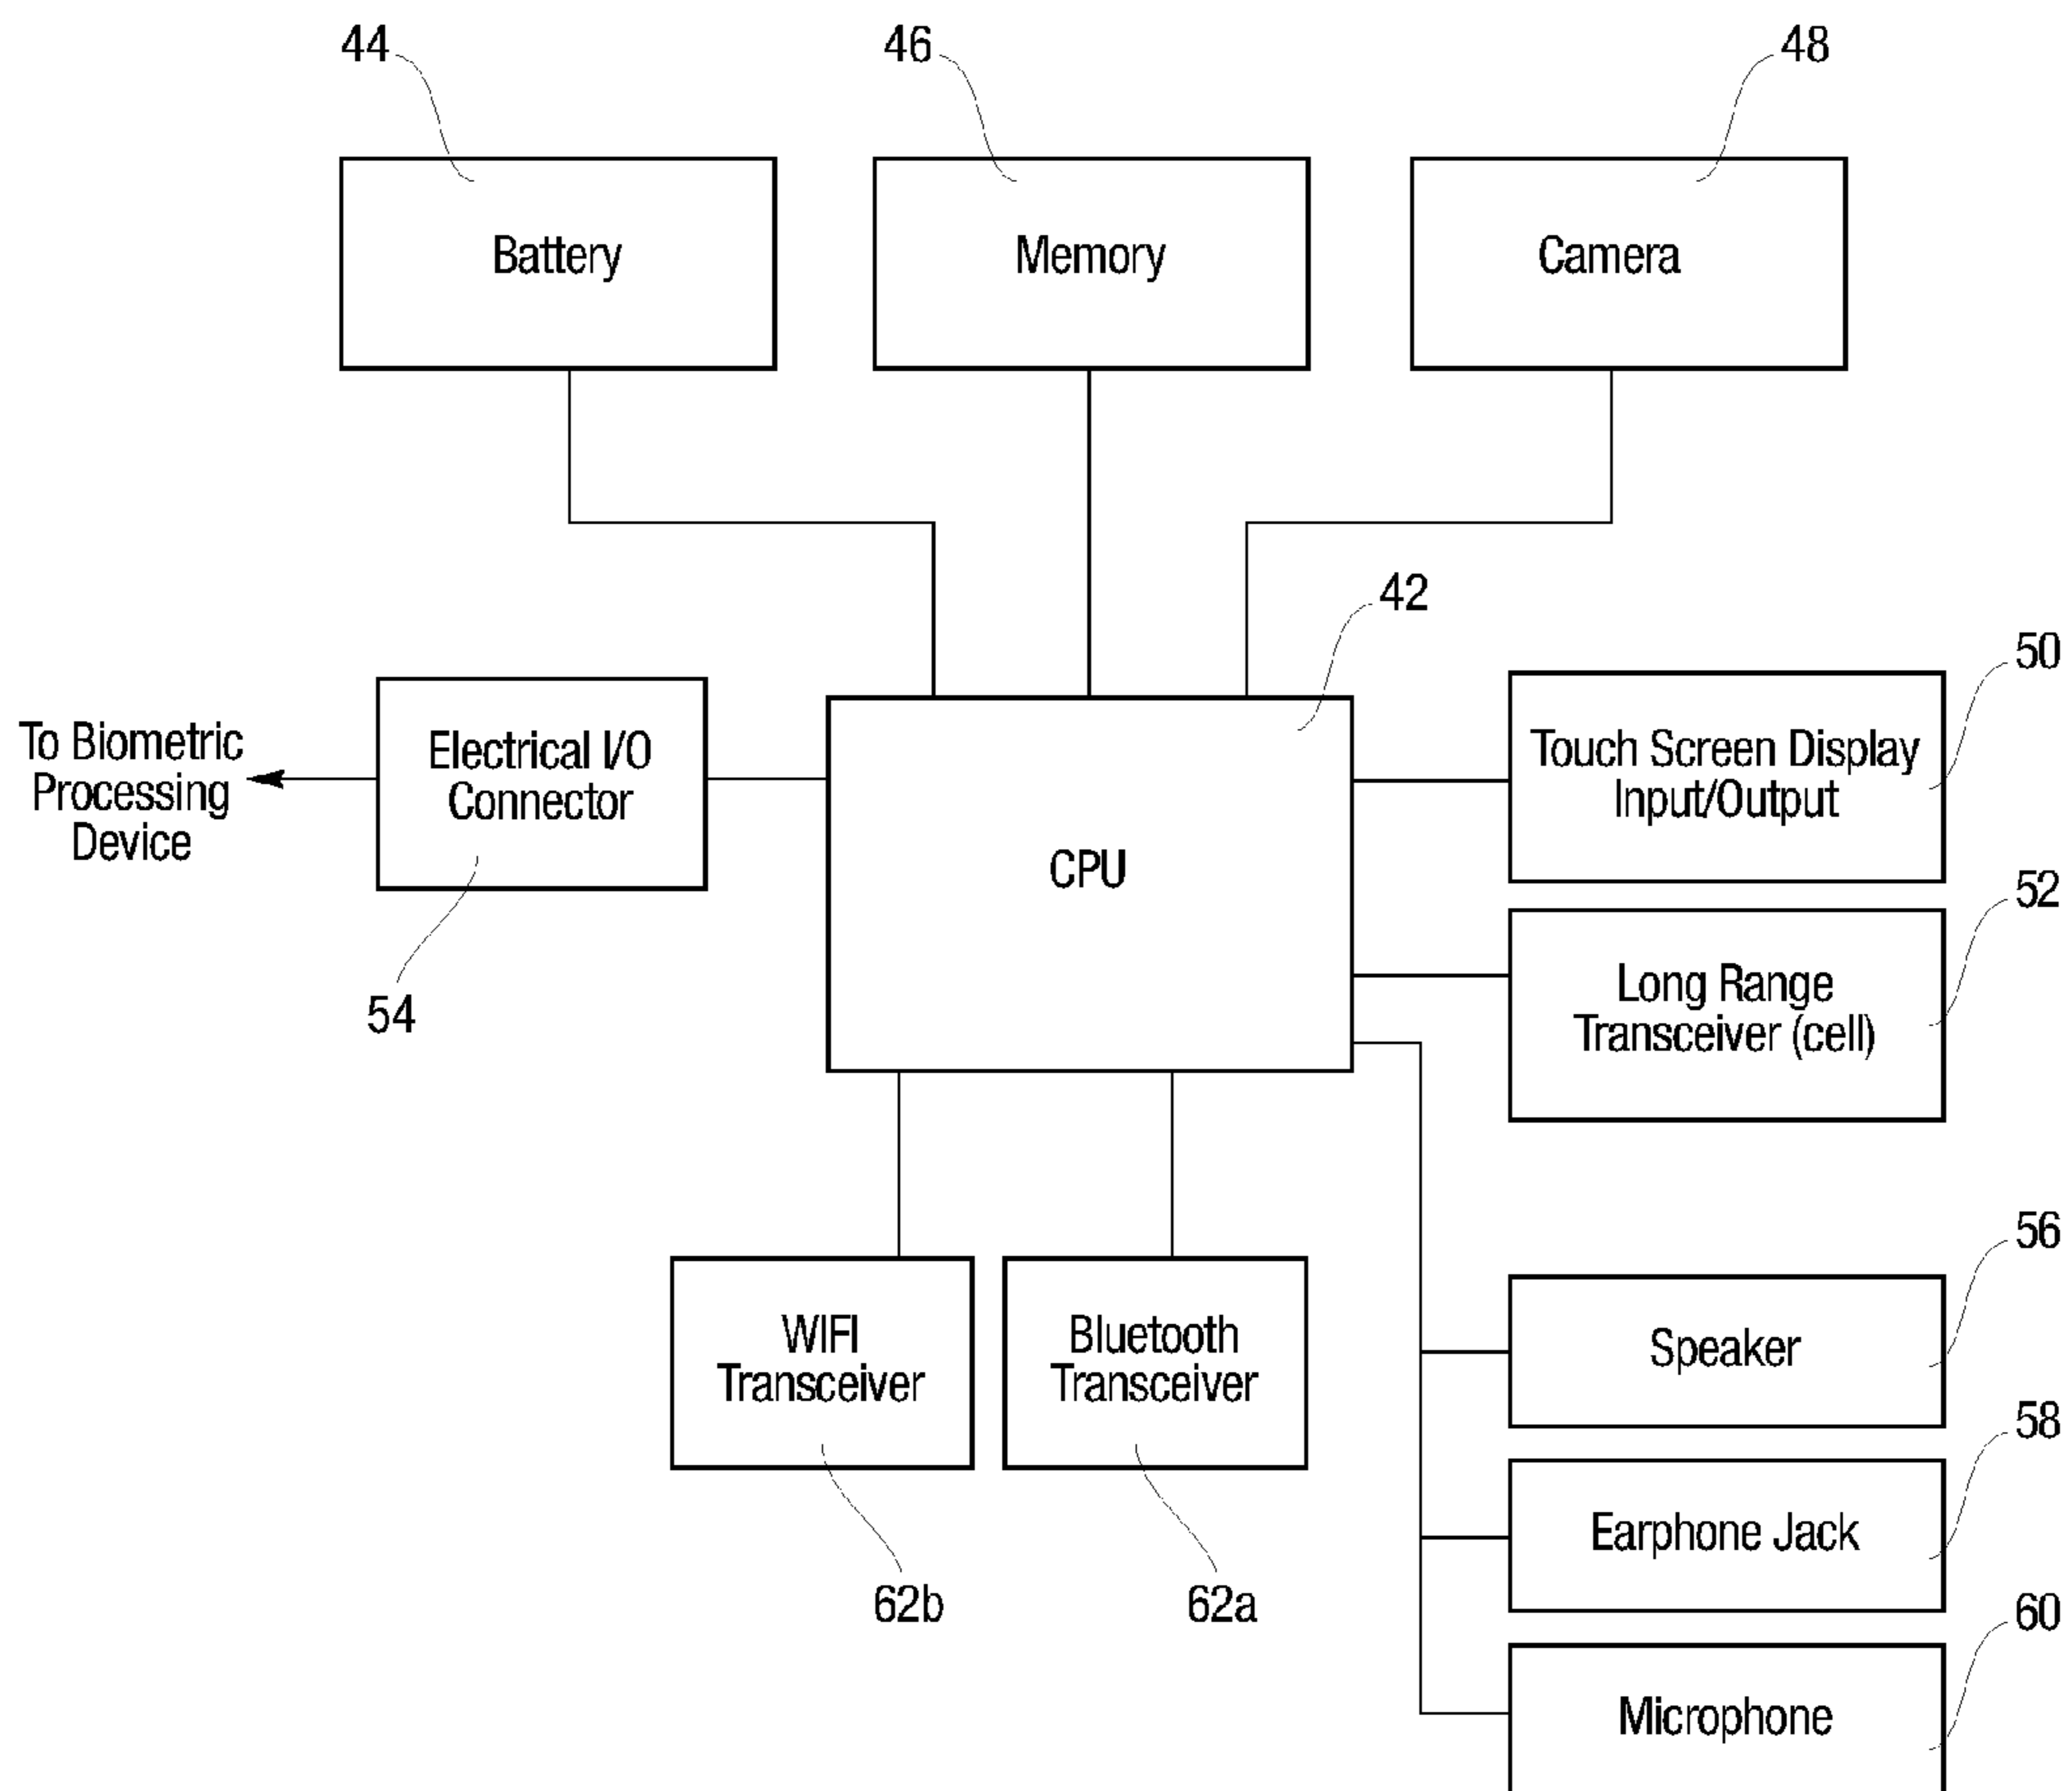 44
46
48
Battery
Memory
Camera
42
50
To Biometric
Processing
Device
Electrical I/O
Connector
54
CPU
Touch Screen Display
Input/Output
52
Long Range
Transceiver (cell)
56
WIFI
Transceiver
62b
Bluetooth
Transceiver
62a
Speaker
58
Earphone Jack
60
Microphone